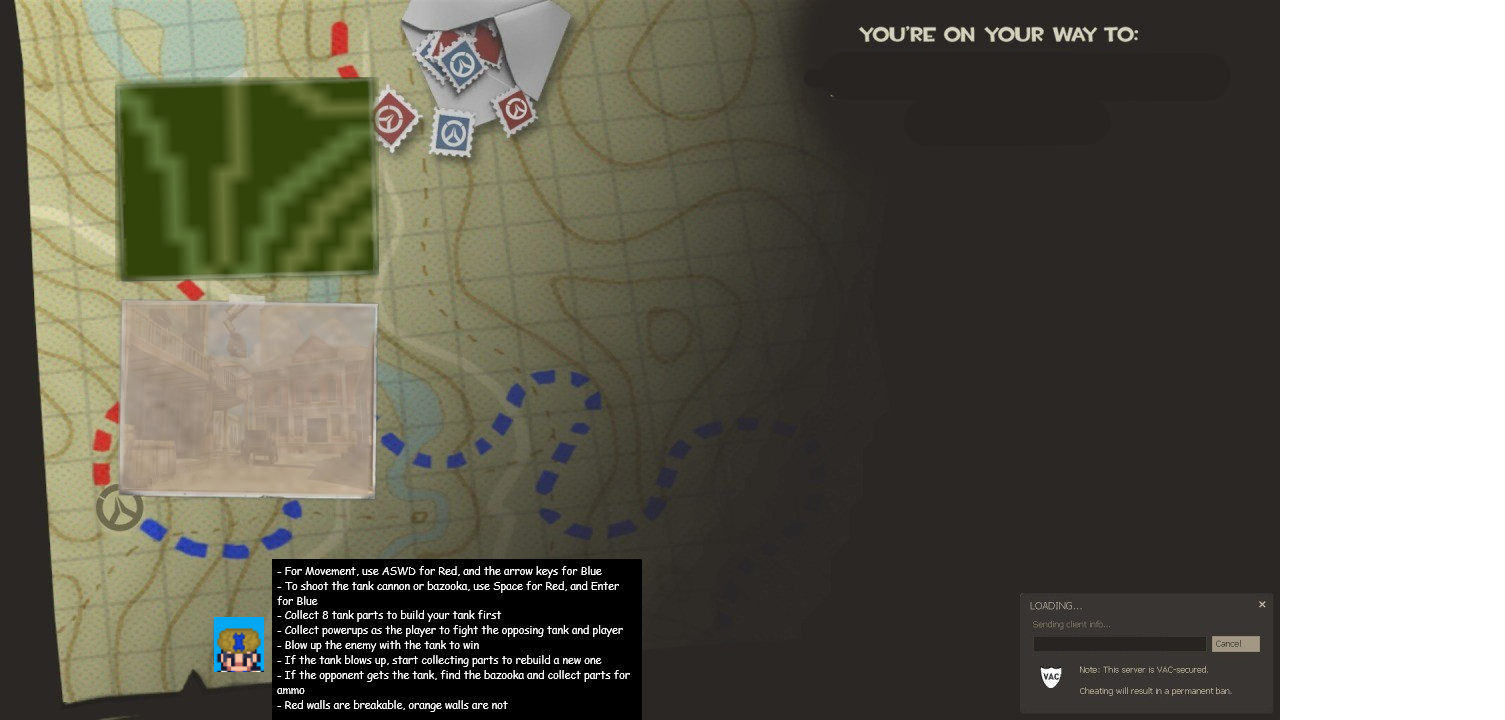 YOU'RE ON YOUR WAY TO:
- For Movement, use ASWD for Red, and the arrow keys for Blue
- To shoot the tank cannon or bazooka, use Space for Red, and Enter
for Blue
- Collect 8 tank parts to build your tank first
- Collect powerups as the player to fight the opposing tank and player
- Blow up the enemy with the tank to win
- If the tank blows up, start collecting parts to rebuild a new one
- If the opponent gets the tank, find the bazooka and collect parts for
ammo
- Red walls are breakable, orange walls are not
LOADING...
Sending client info...
Cancel
VAC
Note: This server is VAC-secured.
Cheating will result in a permanent ban.